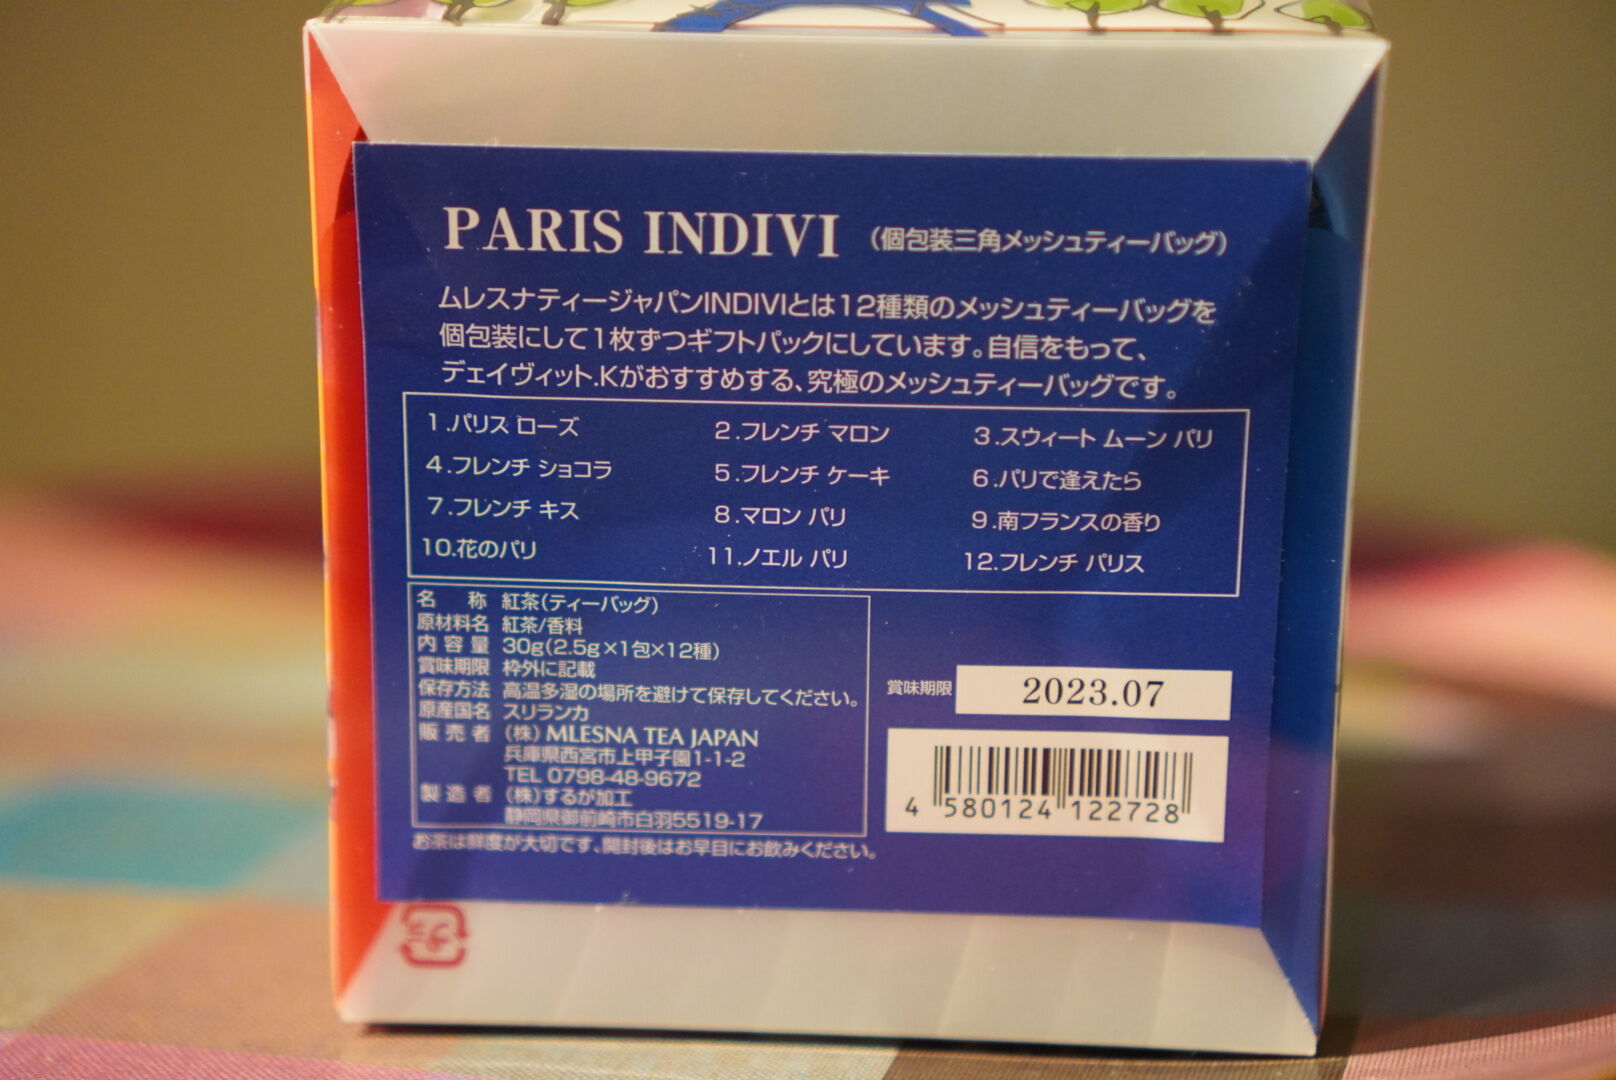 PARIS INDIVI (個包装三角メッシュティーバッグ)
ムレスナティージャパンINDIVIとは12種類のメッシュティーバッグを
個包装にして1枚ずつギフトパックにしています。自信をもって、
デェイヴィット.Kがおすすめする、究極のメッシュティーバッグです。
1.パリス ローズ 2.フレンチ マロン 3.スウィート ムーン パリ
4.フレンチ ショコラ 5.フレンチ ケーキ 6.パリで逢えたら
7.フレンチ キス 8.マロン パリ 9.南フランスの香り
10.花のパリ 11.ノエル パリ 12.フレンチ パリス
名称 紅茶(ティーバッグ)
原材料名 紅茶/香料
内容量 30g(2.5g×1包×12種)
賞味期限 枠外に記載
保存方法 高温多湿の場所を避けて保存してください。
原産国名 スリランカ
販売者 (株) MLESNA TEA JAPAN
兵庫県西宮市上甲子園1-1-2
TEL 0798-48-9672
製造者 (株)するが加工
静岡県御前崎市白羽5519-17
お茶は鮮度が大切です、開封後はお早目にお飲みください。
賞味期限 2023.07
4 580124 122728
プラ